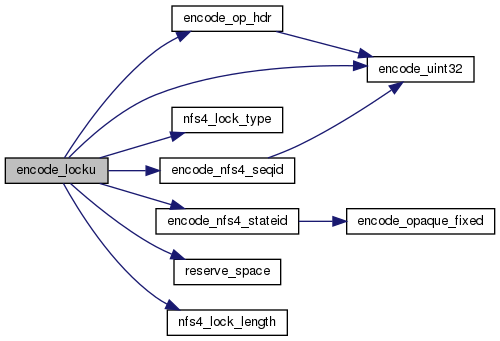 encode_op_hdr
encode_uint32
nfs4_lock_type
encode_locku
encode_nfs4_seqid
encode_nfs4_stateid
encode_opaque_fixed
reserve_space
nfs4_lock_length